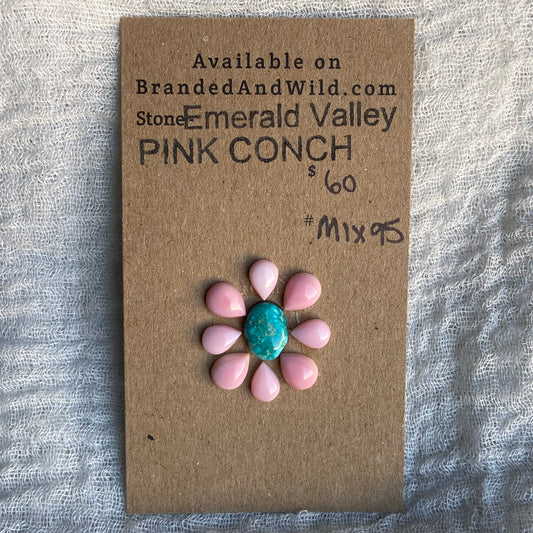 Available on
BrandedAndWild.com
Stone- Emerald Valley
PINK CONCH
$ 60
# Mix95